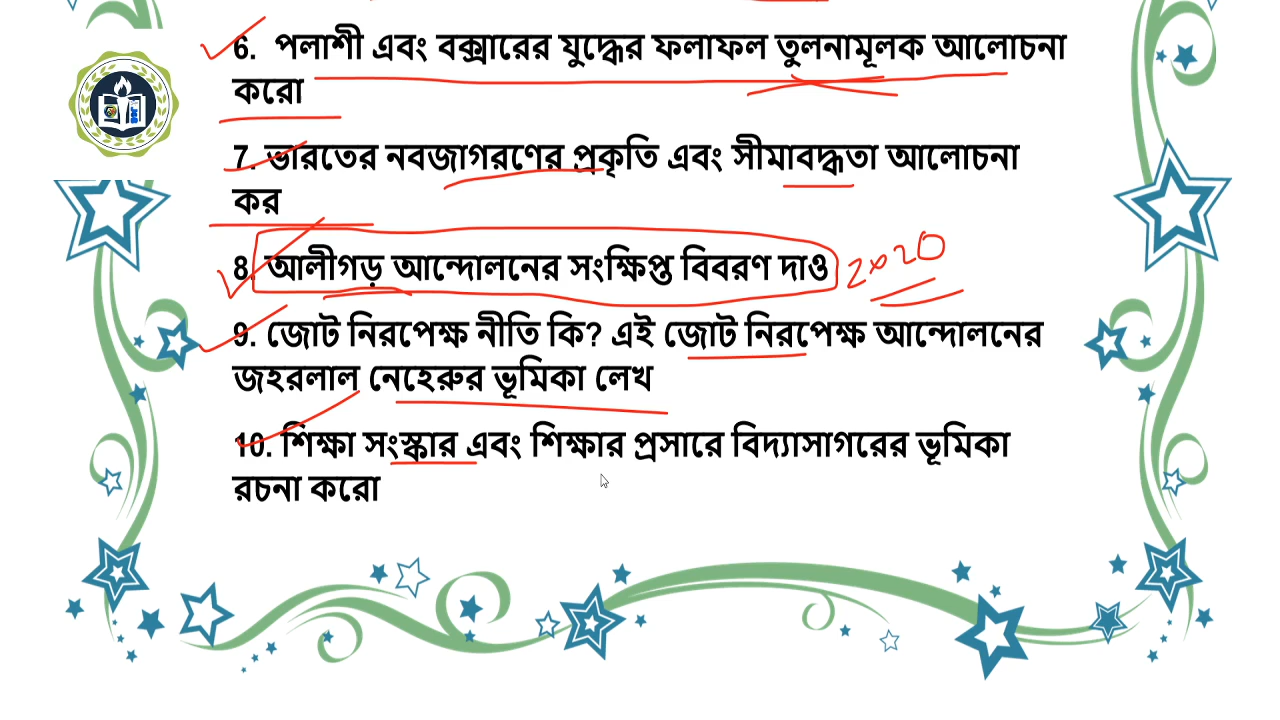 6. পলাশী এবং বক্সারের যুদ্ধের ফলাফল তুলনামূলক আলোচনা
করো
7. ভারতের নবজাগরণের প্রকৃতি এবং সীমাবদ্ধতা আলোচনা
কর
8. আলীগড় আন্দোলনের সংক্ষিপ্ত বিবরণ দাও
9. জোট নিরপেক্ষ নীতি কি? এই জোট নিরপেক্ষ আন্দোলনের
জহরলাল নেহেরুর ভূমিকা লেখ
10. শিক্ষা সংস্কার এবং শিক্ষার প্রসারে বিদ্যাসাগরের ভূমিকা
রচনা করো